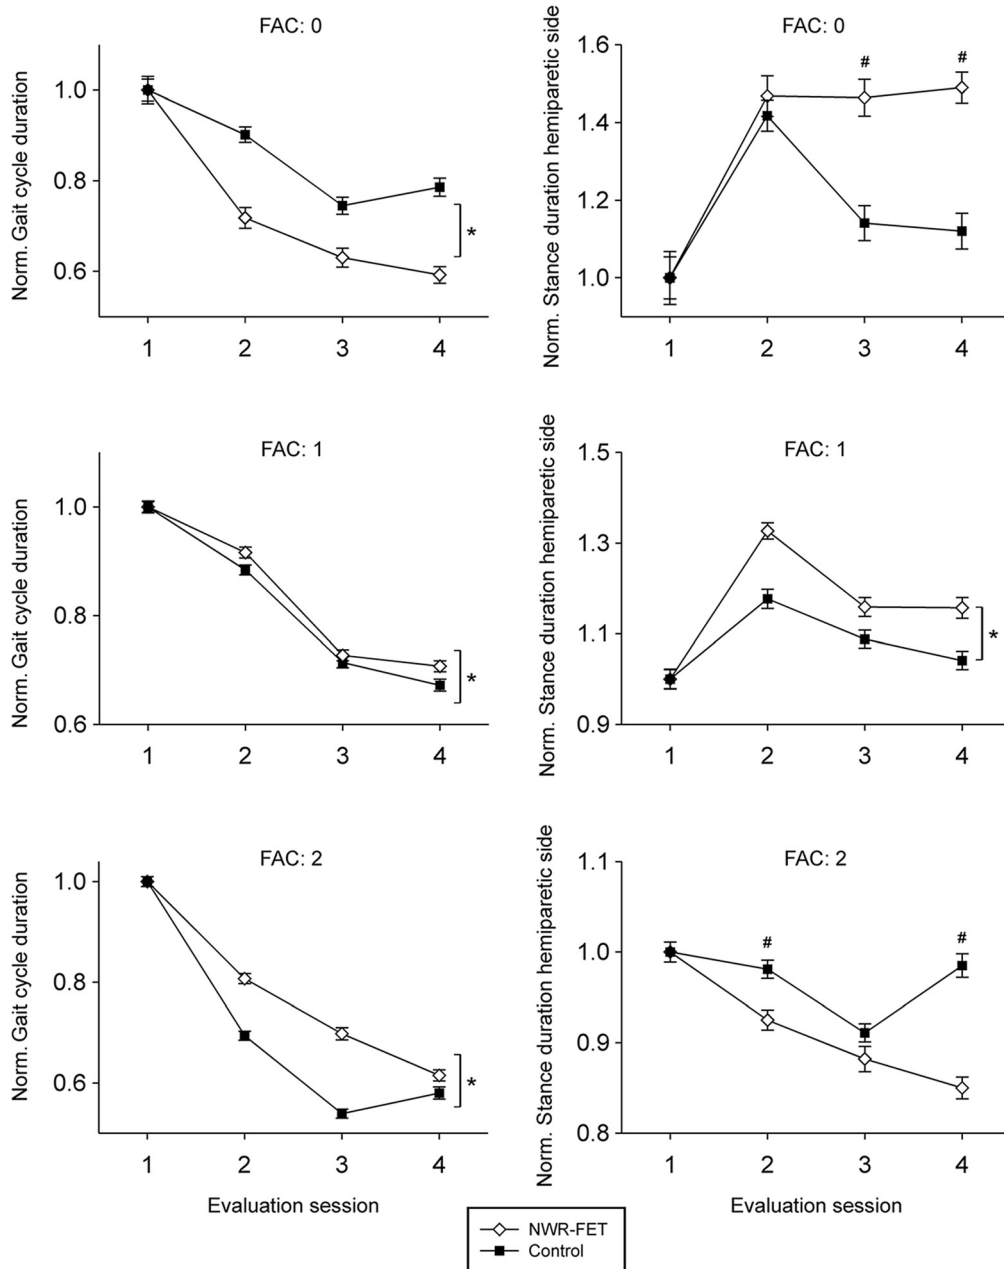 FAC: 0
Norm. Gait cycle duration
1.0
0.8
0.6
*
1 2 3 4
FAC: 0
Norm. Stance duration hemiparetic side
1.6
1.4
1.2
1.0
# #
1 2 3 4
FAC: 1
Norm. Gait cycle duration
1.0
0.8
0.6
*
1 2 3 4
FAC: 1
Norm. Stance duration hemiparetic side
1.5
1.3
1.1
0.9
*
1 2 3 4
FAC: 2
Norm. Gait cycle duration
1.0
0.8
0.6
*
1 2 3 4
Evaluation session
FAC: 2
Norm. Stance duration hemiparetic side
1.1
1.0
0.9
0.8
# #
1 2 3 4
Evaluation session
NWR-FET
Control